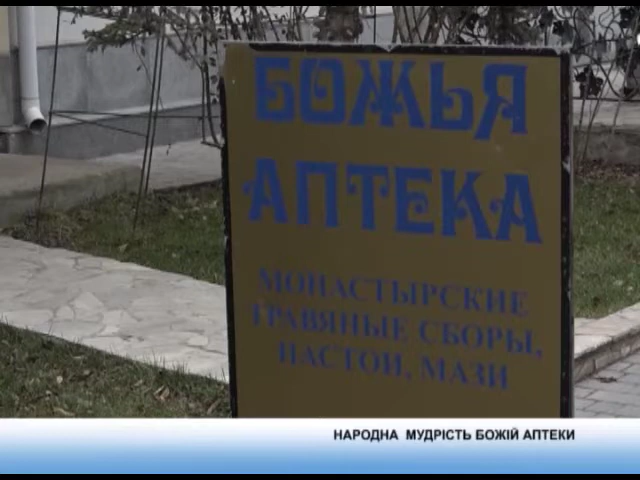 БОЖЬЯ
АПТЕКА
МОНАСТЫРСКИЕ
ТРАВЯНЫЕ СБОРЫ,
НАСТОИ, МАЗИ
НАРОДНА МУДРІСТЬ БОЖІЙ АПТЕКИ